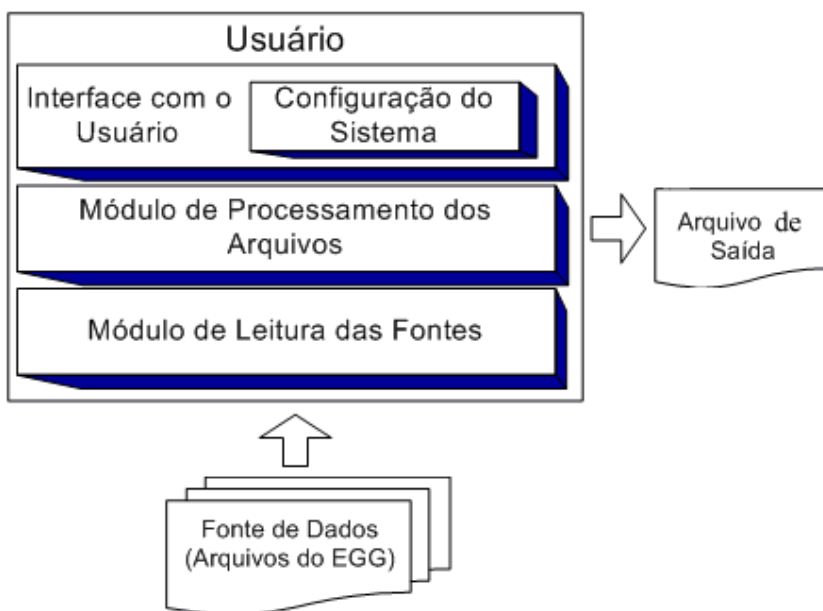 Usuário
Interface com o
Usuário
Configuração do
Sistema
Módulo de Processamento dos
Arquivos
Arquivo de
Saída
Módulo de Leitura das Fontes
Fonte de Dados
(Arquivos do EGG)